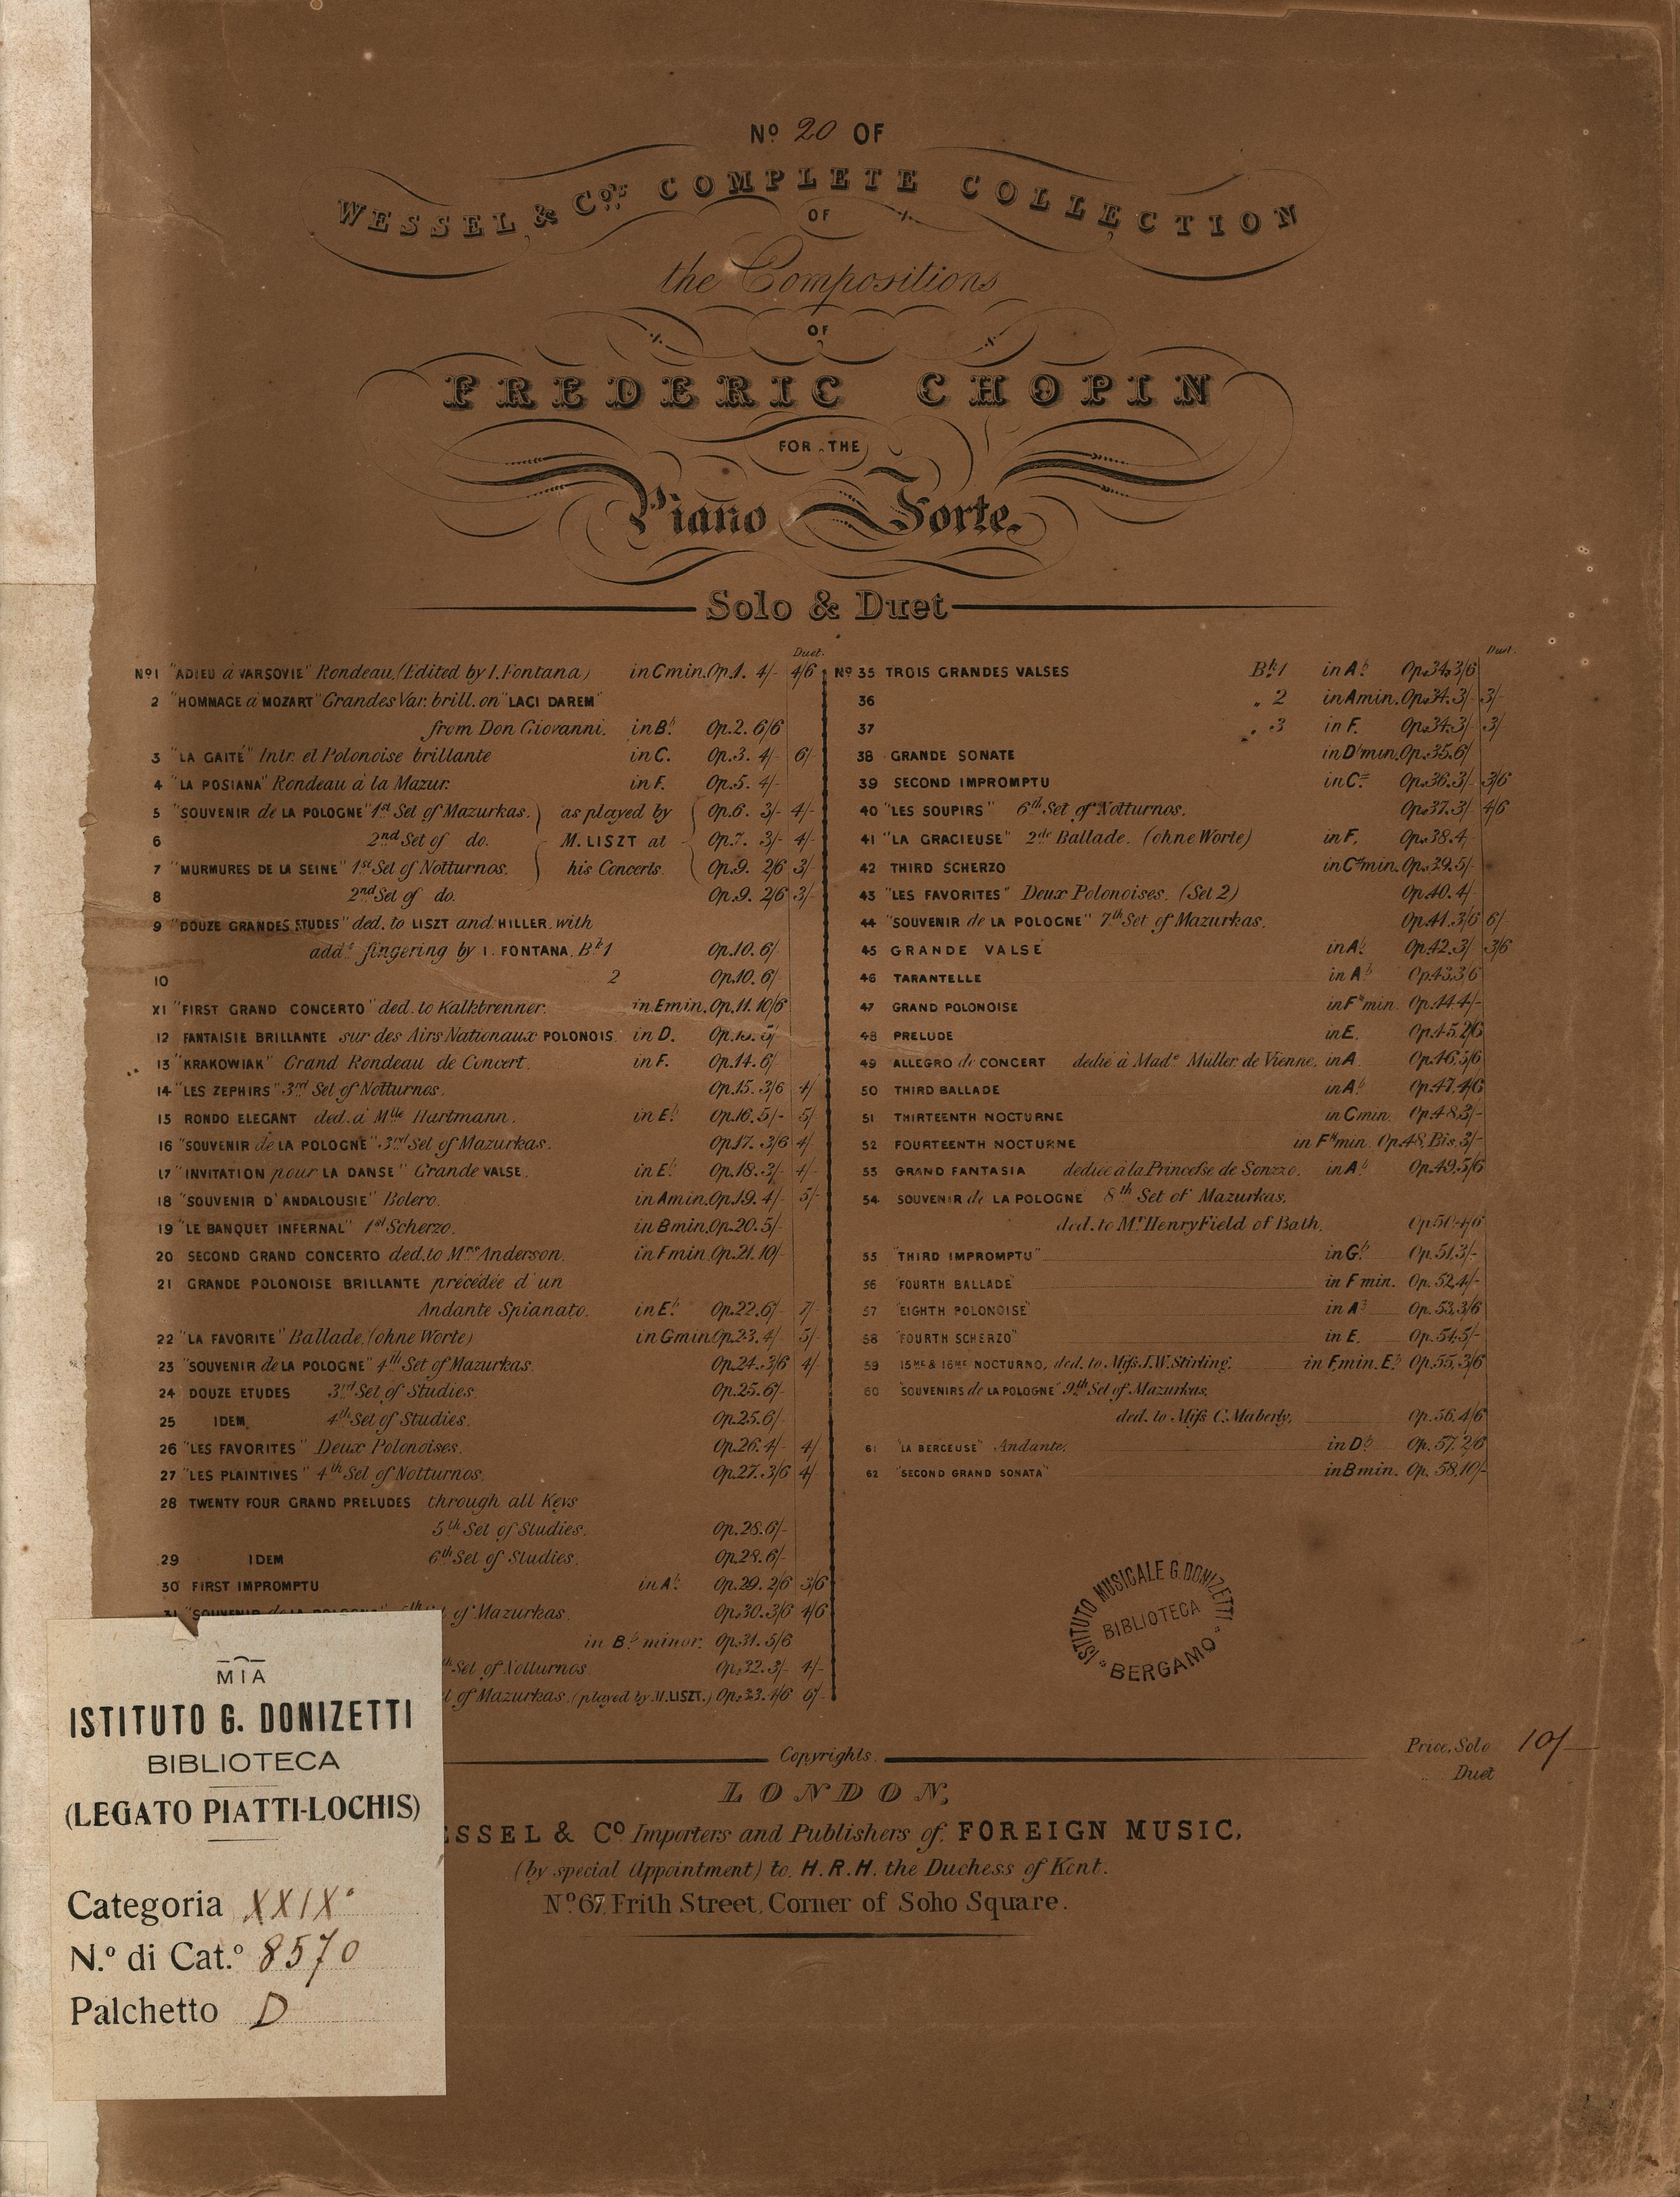 Nº 20 OF
WESSEL & Cº'S COMPLETE COLLECTION
OF
the Compositions
OF
FREDERIC CHOPIN
FOR THE
Piano Forte.
Solo & Duet
Duet.
Nº 1 "ADIEU à VARSOVIE" Rondeau, (Edited by I. Fontana) in C min. Op. 1. 4/- 4/6
2 "HOMMAGE à MOZART" Grandes Var. brill. on "LACI DAREM"
from Don Giovanni. in B♭ Op. 2. 6/6
3 "LA GAITÉ" Intr. et Polonoise brillante in C. Op. 3. 4/- 6/-
4 "LA POSIANA" Rondeau à la Mazur. in F. Op. 5. 4/-
5 "SOUVENIR de LA POLOGNE" 1st Set of Mazurkas. as played by Op. 6. 3/- 4/-
6 2nd Set of do. M. LISZT at Op. 7. 3/- 4/-
7 "MURMURES DE LA SEINE" 1st Set of Notturnos. his Concerts. Op. 9. 2/6 3/-
8 2nd Set of do. Op. 9. 2/6 3/-
9 "DOUZE GRANDES ETUDES" ded. to LISZT and HILLER, with
addl fingering by I. FONTANA, Bk 1 Op. 10. 6/-
10 2 Op. 10. 6/-
XI "FIRST GRAND CONCERTO" ded. to Kalkbrenner. in E min. Op. 11. 10/6
12 FANTAISIE BRILLANTE sur des Airs Nationaux POLONOIS. in D. Op. 13. 5/-
13 "KRAKOWIAK" Grand Rondeau de Concert. in F. Op. 14. 6/
14 "LES ZEPHIRS" 3rd Set of Notturnos. Op. 15. 3/6 4/
15 RONDO ELEGANT ded. à Mlle Hartmann. in E♭ Op. 16. 5/- 5/
16 "SOUVENIR de LA POLOGNE" 3rd Set of Mazurkas. Op. 17. 3/6 4/-
17 "INVITATION pour LA DANSE" Grande VALSE. in E♭ Op. 18. 3/- 4/-
18 "SOUVENIR D'ANDALOUSIE" Bolero. in A min. Op. 19. 4/- 5/-
19 "LE BANQUET INFERNAL" 1st Scherzo. in B min. Op. 20. 5/-
20 SECOND GRAND CONCERTO ded. to Mrs Anderson. in F min. Op. 21. 10/-
21 GRANDE POLONOISE BRILLANTE précédée d'un
Andante Spianato. in E♭ Op. 22. 6/- 7/-
22 "LA FAVORITE" Ballade, (ohne Worte) in G min. Op. 23. 4/- 5/-
23 "SOUVENIR de LA POLOGNE" 4th Set of Mazurkas. Op. 24. 3/6 4/-
24 DOUZE ETUDES 3rd Set of Studies. Op. 25. 6/-
25 IDEM, 4th Set of Studies. Op. 25. 6/-
26 "LES FAVORITES" Deux Polonoises. Op. 26. 4/- 4/
27 "LES PLAINTIVES" 4th Set of Notturnos. Op. 27. 3/6 4/-
28 TWENTY FOUR GRAND PRELUDES through all Keys
5th Set of Studies. Op. 28. 6/-
29 IDEM 6th Set of Studies. Op. 28. 6/-
30 FIRST IMPROMPTU in A♭ Op. 29. 2/6 3/6
31 "SOUVENIR de LA POLOGNE" of Mazurkas. Op. 30. 3/6 4/6
in B♭ minor. Op. 31. 5/6
Set of Notturnos. Op. 32. 3/- 4/-
of Mazurkas, (played by M. LISZT.) Op. 33. 4/6 6/-
Duet.
Nº 35 TROIS GRANDES VALSES Bk 1 in A♭ Op. 34. 3/6
36 2 in A min. Op. 34. 3/- 3/-
37 3 in F. Op. 34. 3/- 3/-
38 GRANDE SONATE in D♭ min. Op. 35. 6/
39 SECOND IMPROMPTU in C♯ Op. 36. 3/- 3/6
40 "LES SOUPIRS" 6th Set of Notturnos. Op. 37. 3/- 4/6
41 "LA GRACIEUSE" 2de Ballade. (ohne Worte) in F. Op. 38. 4/-
42 THIRD SCHERZO in C♯ min. Op. 39. 5/-
43 "LES FAVORITES" Deux Polonoises. (Set 2) Op. 40. 4/-
44 "SOUVENIR de LA POLOGNE" 7th Set of Mazurkas. Op. 41. 3/6 6/-
45 GRANDE VALSE in A♭ Op. 42. 3/ 3/6
46 TARANTELLE in A♭ Op. 43. 3/6
47 GRAND POLONOISE in F♯ min. Op. 44 4/-
48 PRELUDE in E. Op. 45. 2/6
49 ALLEGRO de CONCERT dedié à Made Müller de Vienne. in A Op. 46. 5/6
50 THIRD BALLADE in A♭ Op. 47. 4/6
51 THIRTEENTH NOCTURNE in C min. Op. 48. 3/-
52 FOURTEENTH NOCTURNE in F♯ min. Op. 48. Bis. 3/-
53 GRAND FANTASIA dediée à la Princesse de Sonzzo. in A♭ Op. 49. 5/6
54 SOUVENIR de LA POLOGNE 8th Set of Mazurkas,
ded. to Mr Henry Field of Bath. Op. 50. 4/6
55 "THIRD IMPROMPTU" in G♭ Op. 51. 3/-
56 "FOURTH BALLADE" in F min. Op. 52. 4/-
57 "EIGHTH POLONOISE" in A♭ Op. 53. 3/6
58 "FOURTH SCHERZO" in E. Op. 54. 5/-
59 15ME & 16ME NOCTURNO, ded. to Miss J. W. Stirling. in F min. E♭ Op. 55. 3/6
60 "SOUVENIRS de LA POLOGNE" 9th Set of Mazurkas,
ded. to Miss C. Maberly. Op. 56. 4/6
61 "LA BERCEUSE" Andante. in D♭ Op. 57. 2/6
62 "SECOND GRAND SONATA" in B min. Op. 58. 10/-
ISTITUTO MUSICALE G. DONIZETTI
BIBLIOTECA
* BERGAMO *
Price, Solo 10/-
Duet
Copyrights.
LONDON,
ESSEL & Cº Importers and Publishers of FOREIGN MUSIC,
(by special Appointment) to H.R.H. the Duchess of Kent.
Nº 67, Frith Street, Corner of Soho Square.
MIA
ISTITUTO G. DONIZETTI
BIBLIOTECA
(LEGATO PIATTI-LOCHIS)
Categoria XXIXª
N.º di Cat.º 8570
Palchetto D